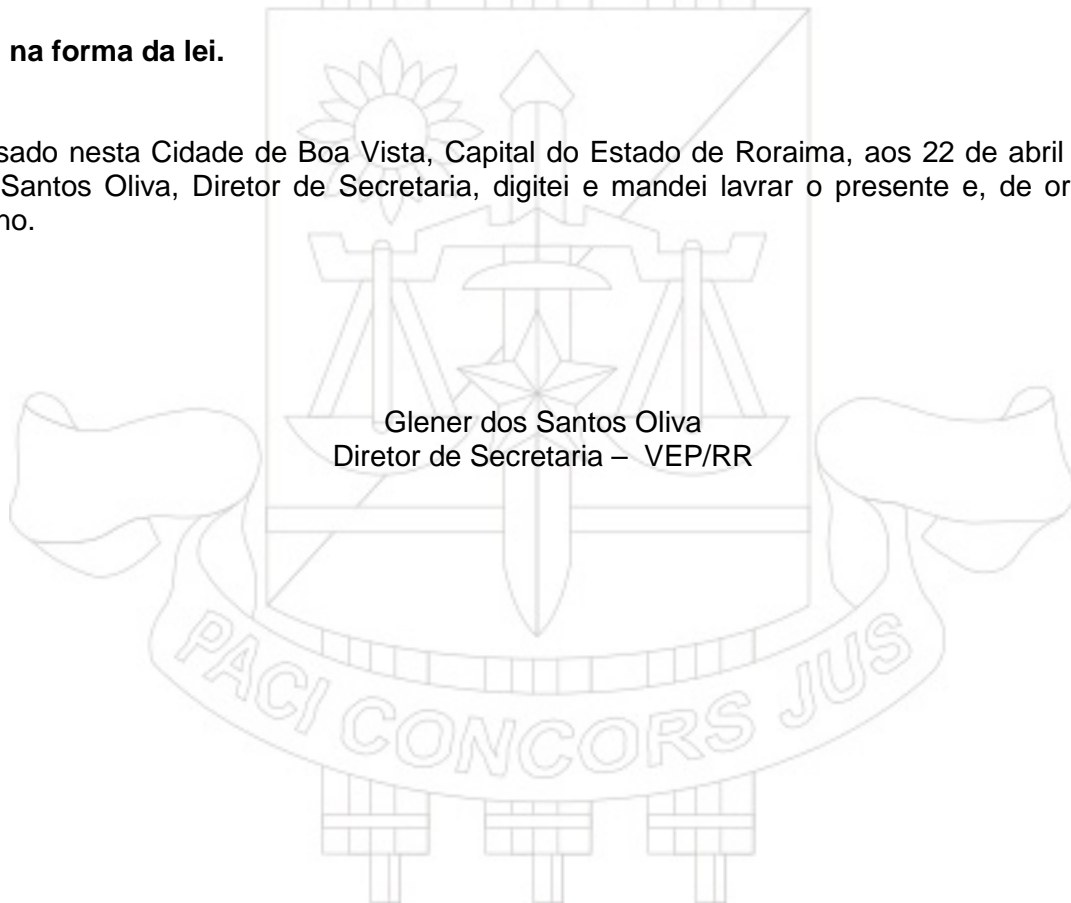 na forma da lei.
sado nesta Cidade de Boa Vista, Capital do Estado de Roraima, aos 22 de abril
Santos Oliva, Diretor de Secretaria, digitei e mandei lavrar o presente e, de or
no.
Glener dos Santos Oliva
Diretor de Secretaria – VEP/RR
PACI CONCORS JUS